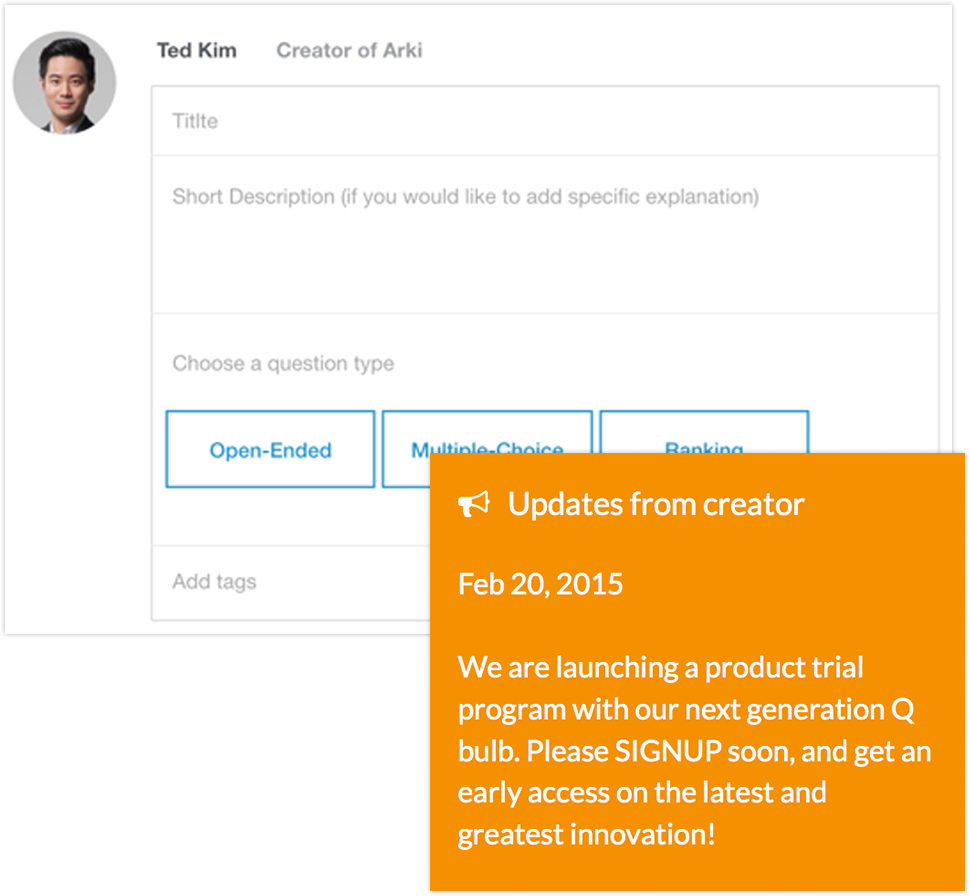 Ted Kim Creator of Arki
Titlte
Short Description (if you would like to add specific explanation)
Choose a question type
Open-Ended Multiple-Choice Ranking
Add tags
Updates from creator
Feb 20, 2015
We are launching a product trial
program with our next generation Q
bulb. Please SIGNUP soon, and get an
early access on the latest and
greatest innovation!